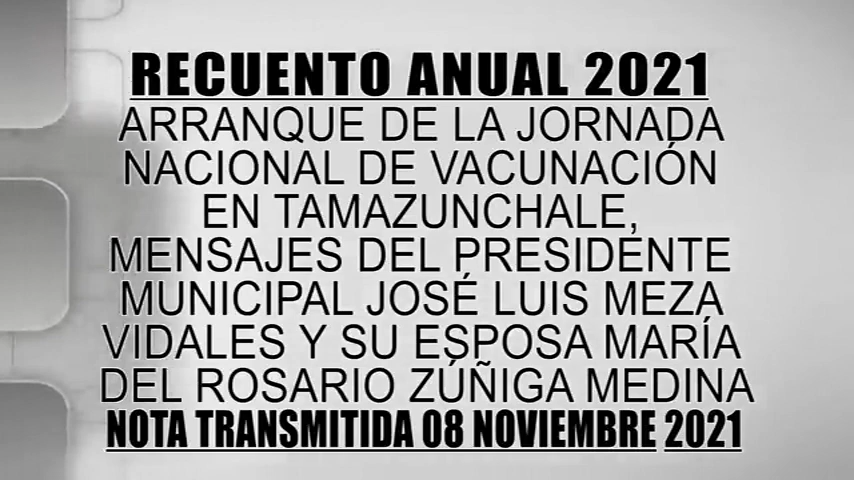 RECUENTO ANUAL 2021
ARRANQUE DE LA JORNADA
NACIONAL DE VACUNACIÓN
EN TAMAZUNCHALE,
MENSAJES DEL PRESIDENTE
MUNICIPAL JOSÉ LUIS MEZA
VIDALES Y SU ESPOSA MARÍA
DEL ROSARIO ZÚÑIGA MEDINA
NOTA TRANSMITIDA 08 NOVIEMBRE 2021